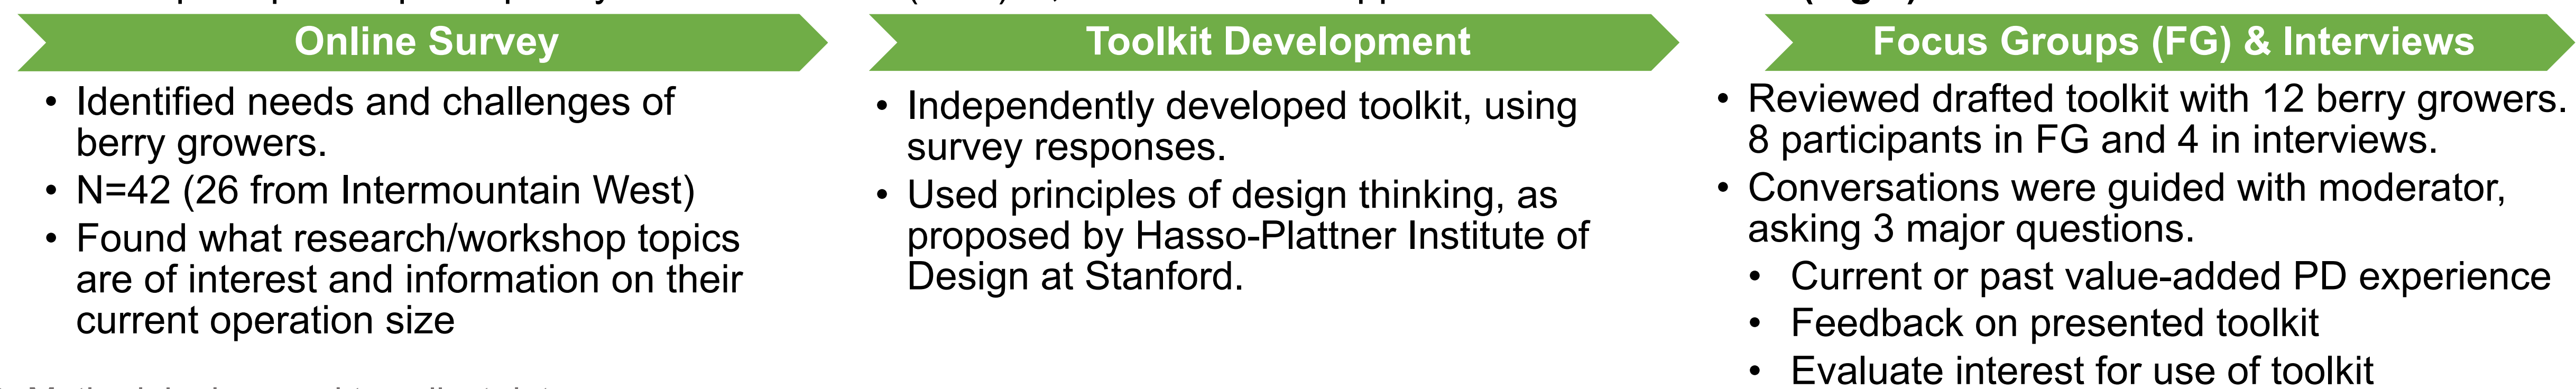 Online Survey
• Identified needs and challenges of
berry growers.
• N=42 (26 from Intermountain West)
• Found what research/workshop topics
are of interest and information on their
current operation size
Toolkit Development
• Independently developed toolkit, using
survey responses.
• Used principles of design thinking, as
proposed by Hasso-Plattner Institute of
Design at Stanford.
Focus Groups (FG) & Interviews
• Reviewed drafted toolkit with 12 berry growers.
8 participants in FG and 4 in interviews.
• Conversations were guided with moderator,
asking 3 major questions.
• Current or past value-added PD experience
• Feedback on presented toolkit
• Evaluate interest for use of toolkit